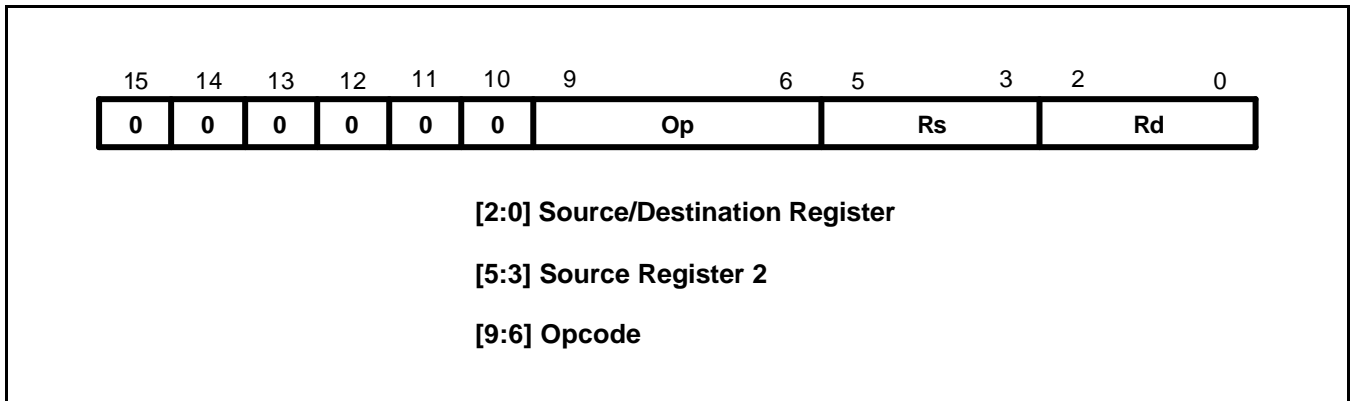 15 14 13 12 11 10 9 6 5 3 2 0
0 0 0 0 0 0 Op Rs Rd
[2:0] Source/Destination Register
[5:3] Source Register 2
[9:6] Opcode